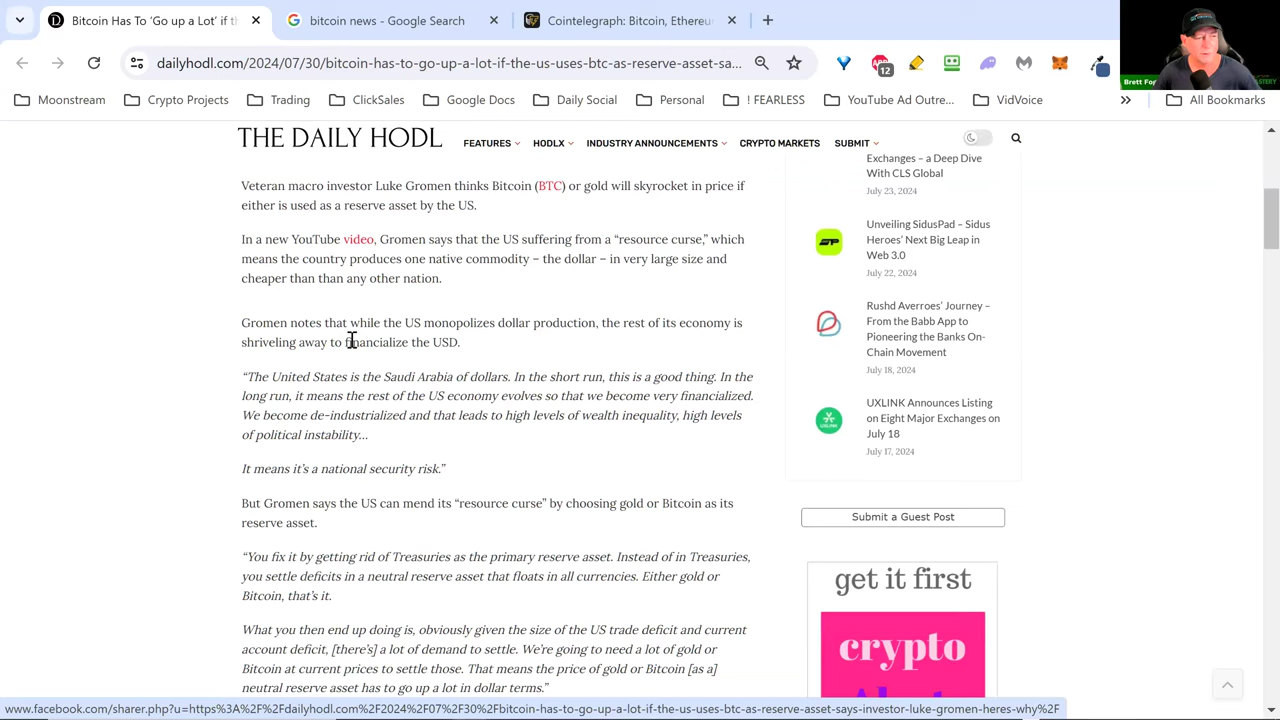 Bitcoin Has To 'Go up a Lot' if th
bitcoin news - Google Search
Cointelegraph: Bitcoin, Ethereu
dailyhodl.com/2024/07/30/bitcoin-has-to-go-up-a-lot-if-the-us-uses-btc-as-reserve-asset-sa...
12
Moonstream
Crypto Projects
Trading
ClickSales
Google Docs
Daily Social
Personal
! FEARLESS
YouTube Ad Outre...
VidVoice
All Bookmarks
THE DAILY HODL
FEATURES
HODLX
INDUSTRY ANNOUNCEMENTS
CRYPTO MARKETS
SUBMIT
Veteran macro investor Luke Gromen thinks Bitcoin (BTC) or gold will skyrocket in price if
either is used as a reserve asset by the US.
In a new YouTube video, Gromen says that the US suffering from a “resource curse,” which
means the country produces one native commodity – the dollar – in very large size and
cheaper than than any other nation.
Gromen notes that while the US monopolizes dollar production, the rest of its economy is
shriveling away to financialize the USD.
“The United States is the Saudi Arabia of dollars. In the short run, this is a good thing. In the
long run, it means the rest of the US economy evolves so that we become very financialized.
We become de-industrialized and that leads to high levels of wealth inequality, high levels
of political instability…
It means it’s a national security risk.”
But Gromen says the US can mend its “resource curse” by choosing gold or Bitcoin as its
reserve asset.
“You fix it by getting rid of Treasuries as the primary reserve asset. Instead of in Treasuries,
you settle deficits in a neutral reserve asset that floats in all currencies. Either gold or
Bitcoin, that’s it.
What you then end up doing is, obviously given the size of the US trade deficit and current
account deficit, [there’s] a lot of demand to settle. We’re going to need a lot of gold or
Bitcoin at current prices to settle those. That means the price of gold or Bitcoin [as a]
neutral reserve asset has to go up a lot in dollar terms.”
Exchanges – a Deep Dive
With CLS Global
July 23, 2024
Unveiling SidusPad – Sidus
Heroes’ Next Big Leap in
Web 3.0
July 22, 2024
Rushd Averroes’ Journey –
From the Babb App to
Pioneering the Banks On-
Chain Movement
July 18, 2024
UXLINK Announces Listing
on Eight Major Exchanges on
July 18
July 17, 2024
Submit a Guest Post
get it first
crypto
www.facebook.com/sharer.php?u=https%3A%2F%2Fdailyhodl.com%2F2024%2F07%2F30%2Fbitcoin-has-to-go-up-a-lot-if-the-us-uses-btc-as-reserve-asset-says-investor-luke-gromen-heres-why%2F